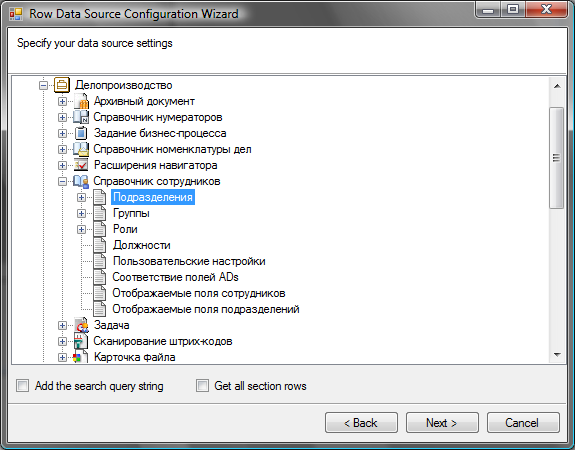 Row Data Source Configuration Wizard
Specify your data source settings
Делопроизводство
Архивный документ
Справочник нумераторов
Задание бизнес-процесса
Справочник номенклатуры дел
Расширения навигатора
Справочник сотрудников
Подразделения
Группы
Роли
Должности
Пользовательские настройки
Соответствие полей ADs
Отображаемые поля сотрудников
Отображаемые поля подразделений
Задача
Сканирование штрих-кодов
Карточка файла
Add the search query string Get all section rows
< Back Next > Cancel